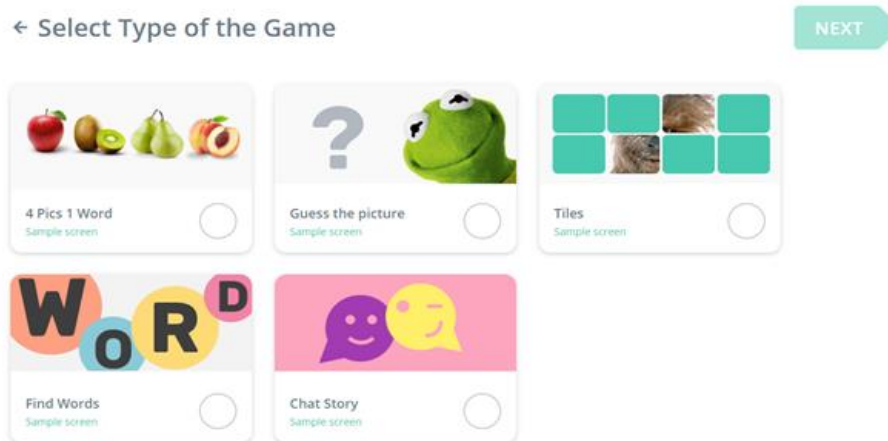 ← Select Type of the Game
NEXT
?
4 Pics 1 Word
Sample screen
Guess the picture
Sample screen
Tiles
Sample screen
WORD
Find Words
Sample screen
Chat Story
Sample screen